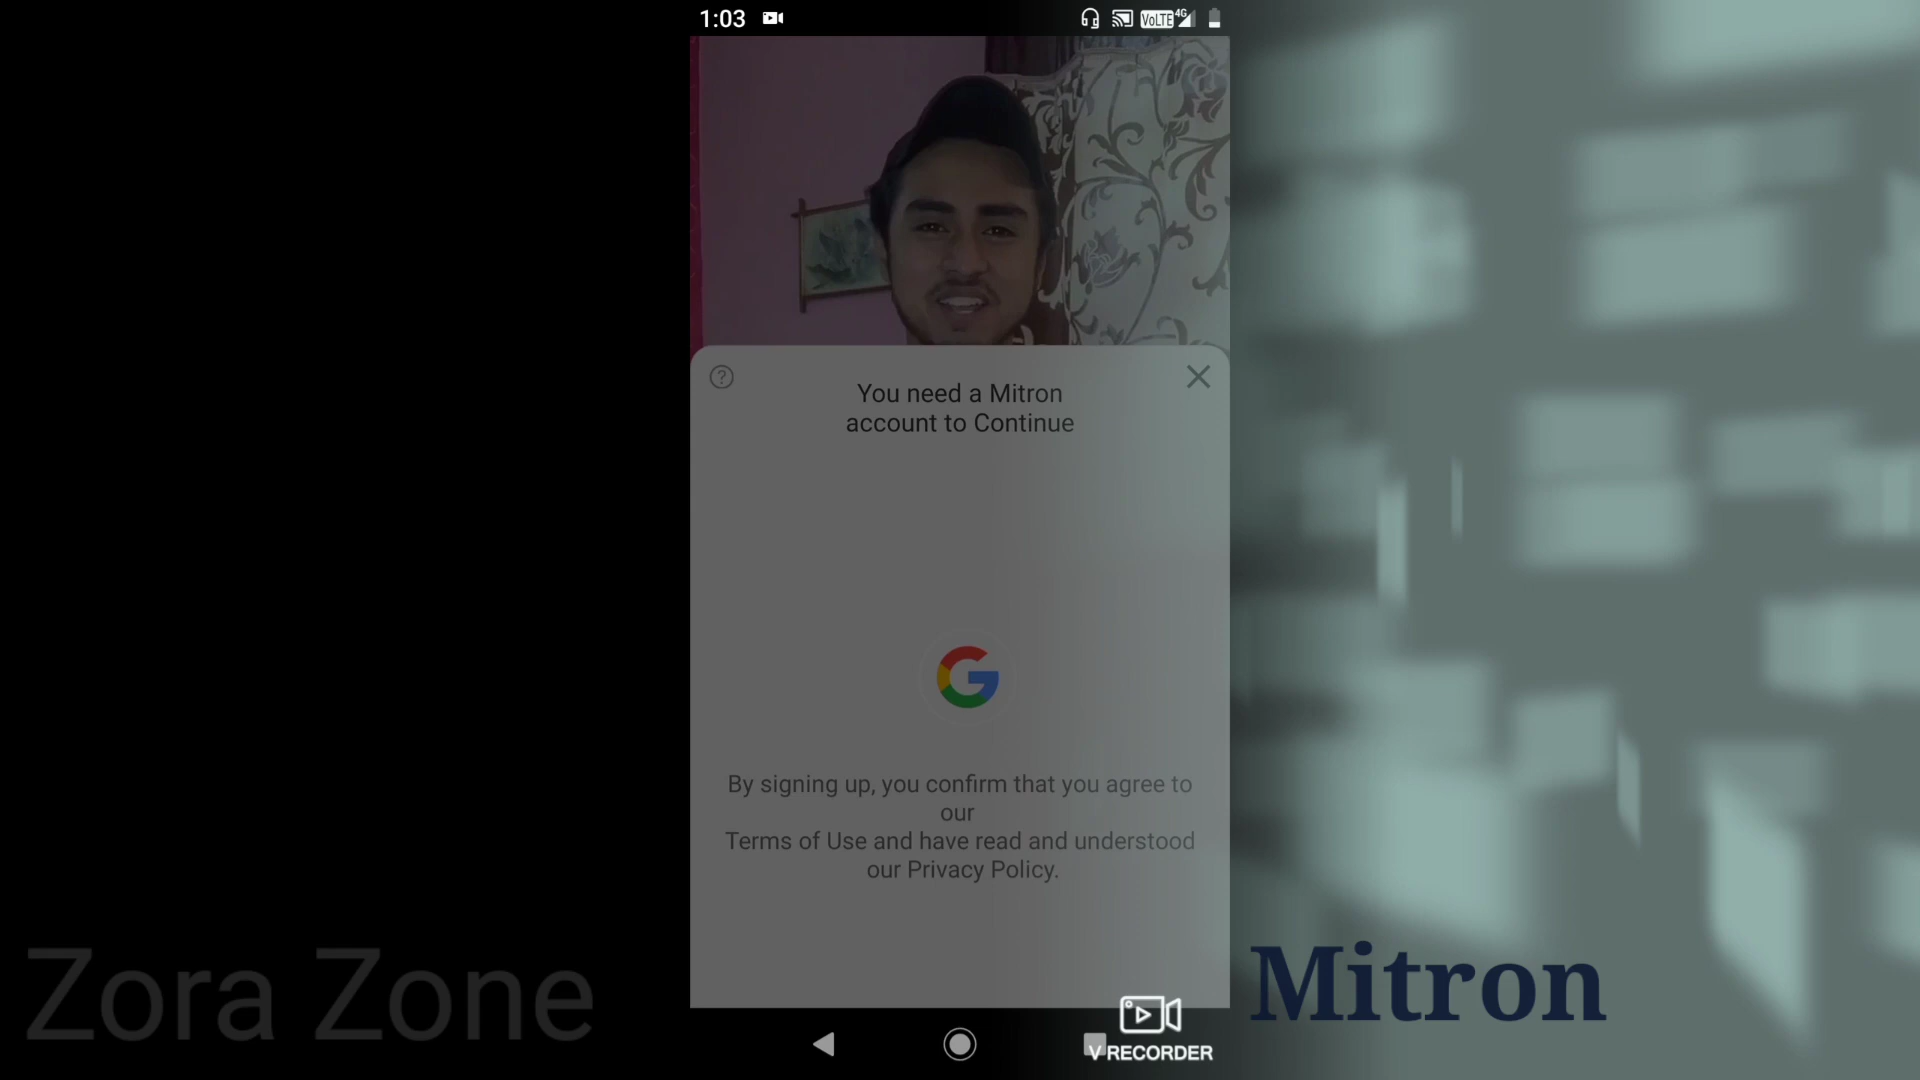 1:03
VoLTE 4G
You need a Mitron
account to Continue
By signing up, you confirm that you agree to
our
Terms of Use and have read and understood
our Privacy Policy.
Zora Zone
Mitron
V RECORDER